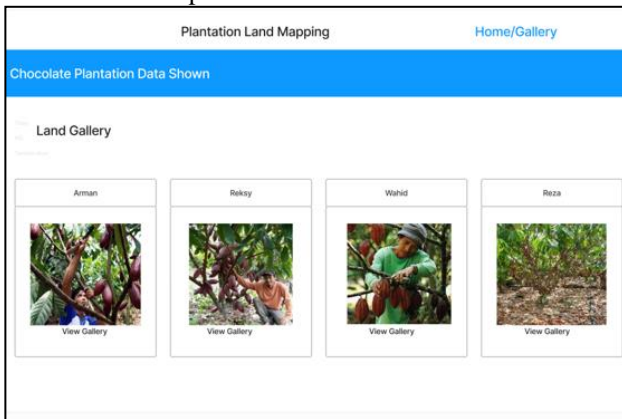 Plantation Land Mapping Home/Gallery
Chocolate Plantation Data Shown
Land Gallery
Arman
Reksy
Wahid
Reza
View Gallery
View Gallery
View Gallery
View Gallery